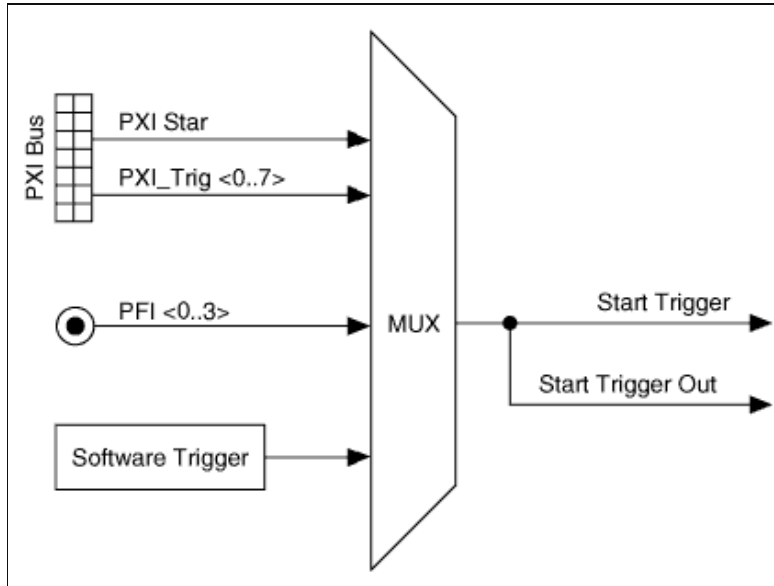 PXI Bus
PXI Star
PXI_Trig <0..7>
PFI <0..3>
Software Trigger
MUX
Start Trigger
Start Trigger Out